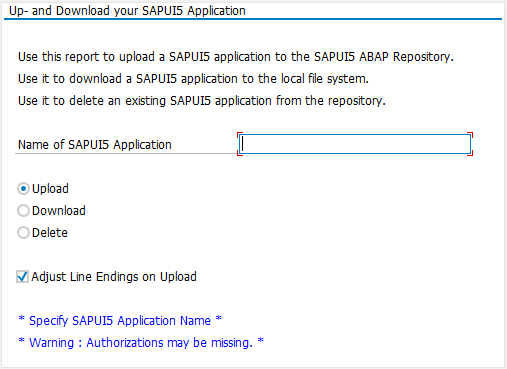 Up- and Download your SAPUI5 Application
Use this report to upload a SAPUI5 application to the SAPUI5 ABAP Repository.
Use it to download a SAPUI5 application to the local file system.
Use it to delete an existing SAPUI5 application from the repository.
Name of SAPUI5 Application
Upload
Download
Delete
Adjust Line Endings on Upload
* Specify SAPUI5 Application Name *
* Warning : Authorizations may be missing. *